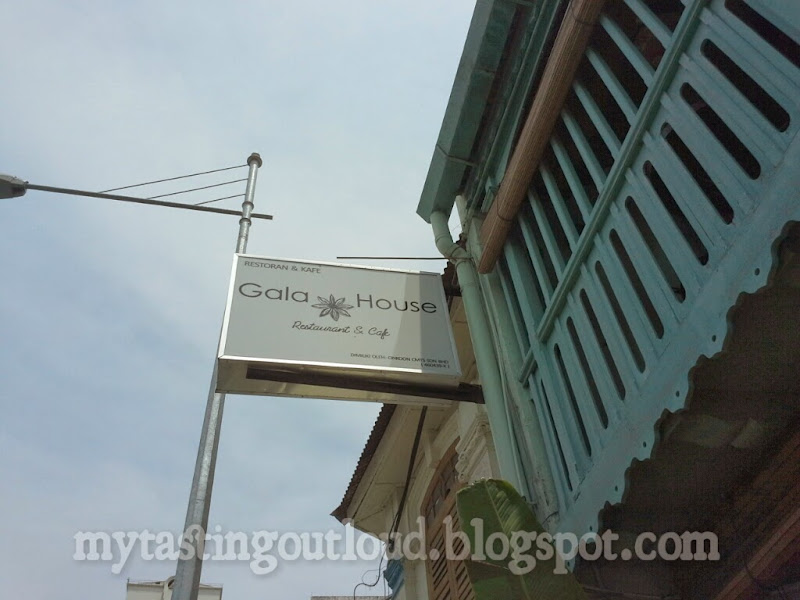 RESTORAN & KAFE
Gala House
Restaurant & Cafe
mytastingoutloud.blogspot.com